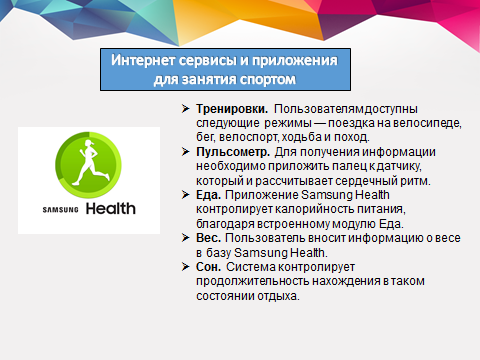 Интернет сервисы и приложения
для занятия спортом
SAMSUNG Health
Тренировки. Пользователямдоступны
следующие режимы — поездка на велосипеде,
бег, велоспорт, ходьба и поход.
Пульсометр. Для получения информации
необходимо приложить палец к датчику,
который и рассчитывает сердечный ритм.
Еда. Приложение Samsung Health
контролирует калорийность питания,
благодаря встроенному модулю Еда.
Вес. Пользователь вносит информацию о весе
в базу Samsung Health.
Сон. Система контролирует
продолжительность нахождения в таком
состоянии отдыха.